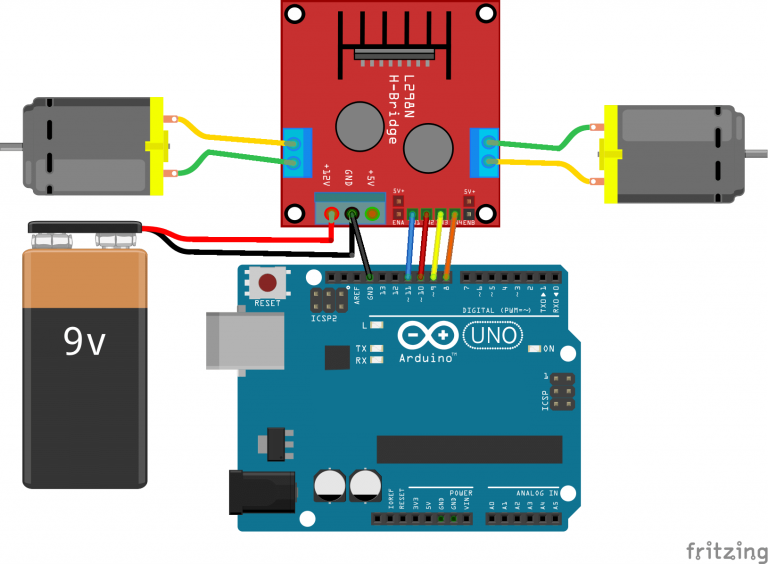 L298N
H-Bridge
+12V
GND
+5V
5V+
5V+
ENA
ENB
9v
RESET
ICSP2
AREF
GND
13
12
~11
~10
~9
8
7
~6
~5
4
~3
2
TX0▶1
RX0◀0
DIGITAL (PWM=~)
L
TX
RX
UNO
Arduino™
ON
1
ICSP
POWER
ANALOG IN
IOREF
RESET
3V3
5V
GND
GND
VIN
A0
A1
A2
A3
A4
A5
fritzing